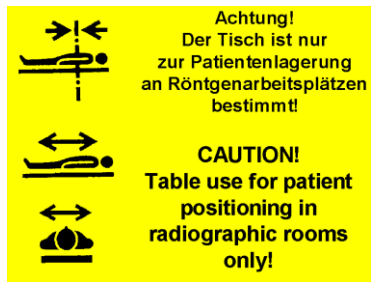 Achtung!
Der Tisch ist nur
zur Patientenlagerung
an Röntgenarbeitsplätzen
bestimmt!
CAUTION!
Table use for patient
positioning in
radiographic rooms
only!